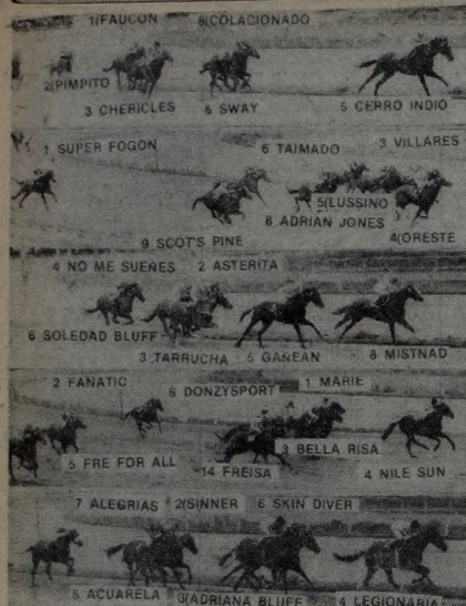 1(FAUCON 8(COLACIONADO
2(PIMPITO
3 CHERICLES 6 SWAY 5 CERRO INDIO
1 SUPER FOGON 6 TAIMADO 3 VILLARES
5(LUSSINO
8 ADRIAN JONES
9 SCOT'S PINE 4(ORESTE
4 NO ME SUEÑES 2 ASTERITA
6 SOLEDAD BLUFF
3 TARRUCHA 5 GAÑEAN 8 MISTNAD
2 FANATIC 6 DONZYSPORT 1 MARIE
3 BELLA RISA
5 FRE FOR ALL 14 FREISA 4 NILE SUN
7 ALEGRIAS 2(SINNER 6 SKIN DIVER
5 ACUARELA 3(ADRIANA BLUFF 4 LEGIONARIA